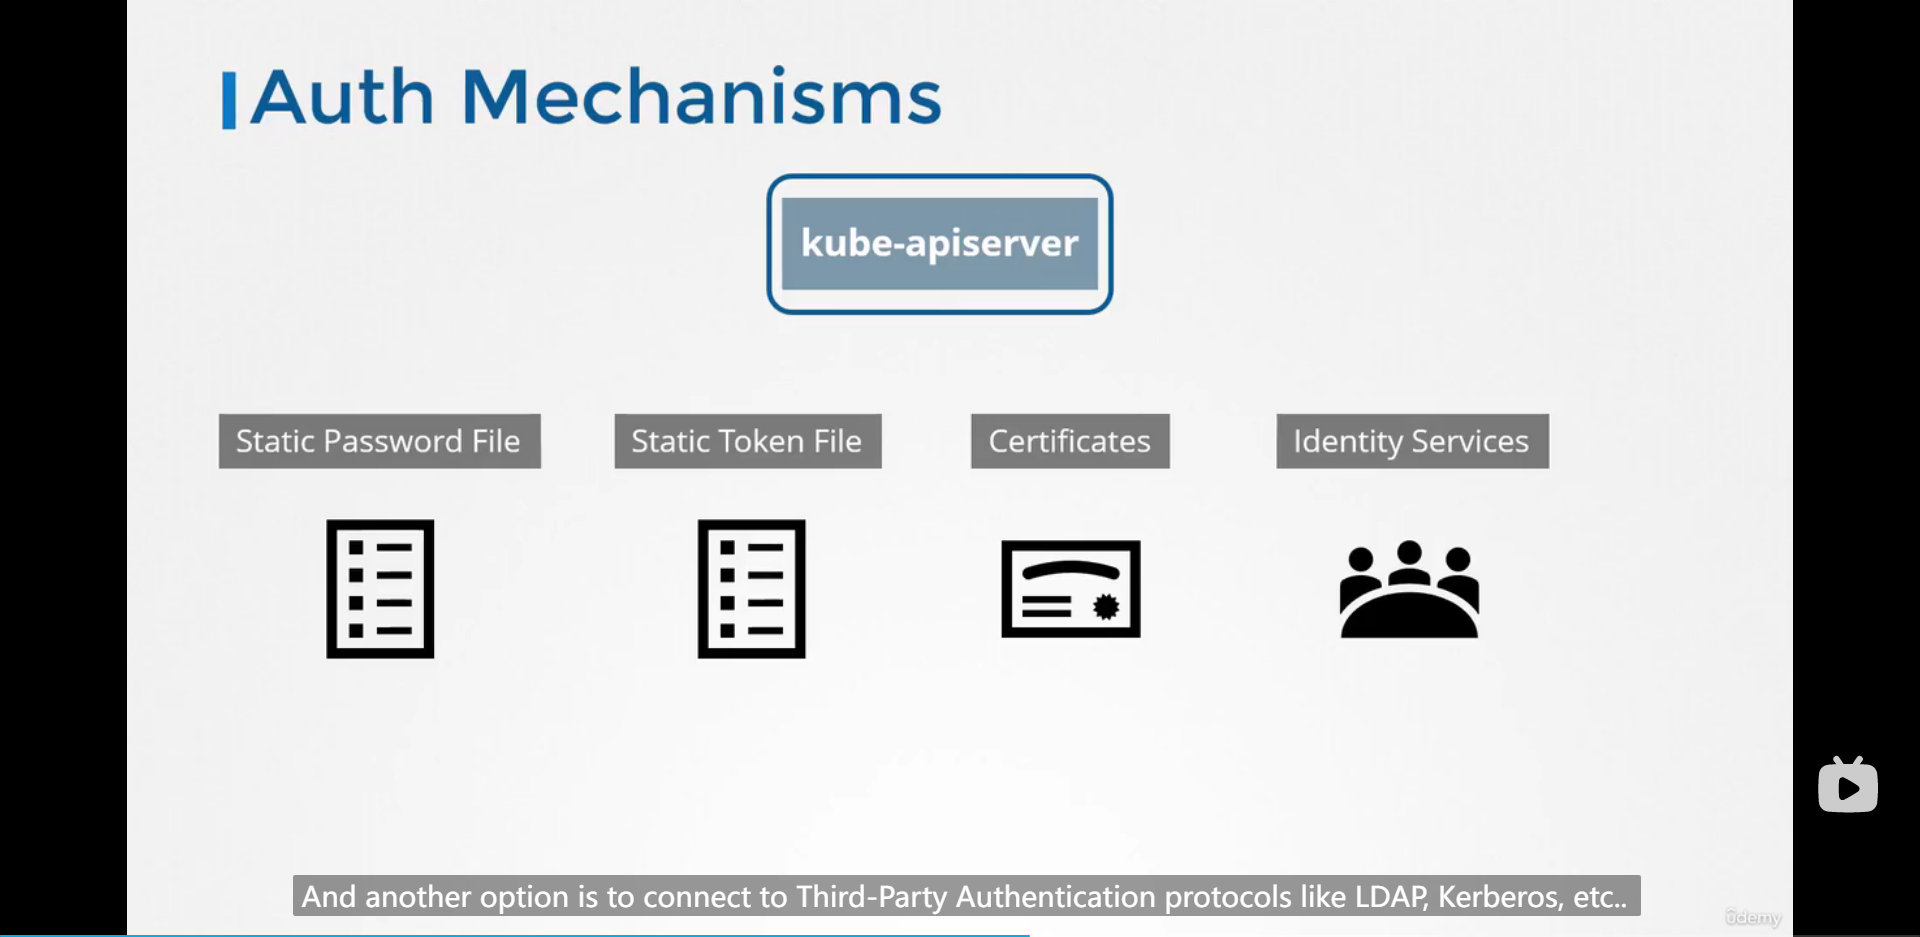 Auth Mechanisms
kube-apiserver
Static Password File
Static Token File
Certificates
Identity Services
And another option is to connect to Third-Party Authentication protocols like LDAP, Kerberos, etc..
ûdemy